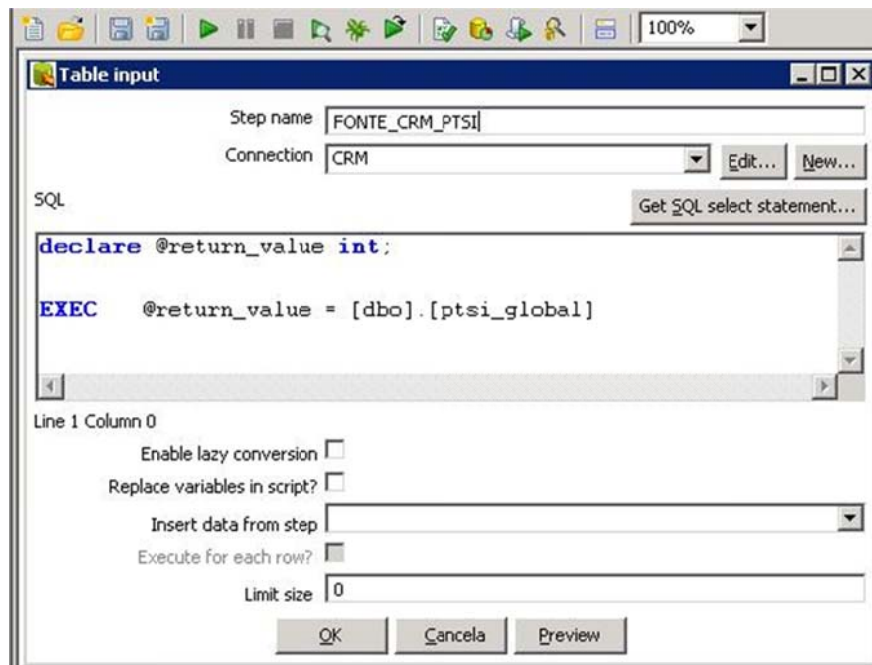 100%
Table input
Step name FONTE_CRM_PTSI
Connection CRM Edit... New...
SQL Get SQL select statement...
declare @return_value int;
EXEC @return_value = [dbo].[ptsi_global]
Line 1 Column 0
Enable lazy conversion
Replace variables in script?
Insert data from step
Execute for each row?
Limit size 0
OK Cancela Preview